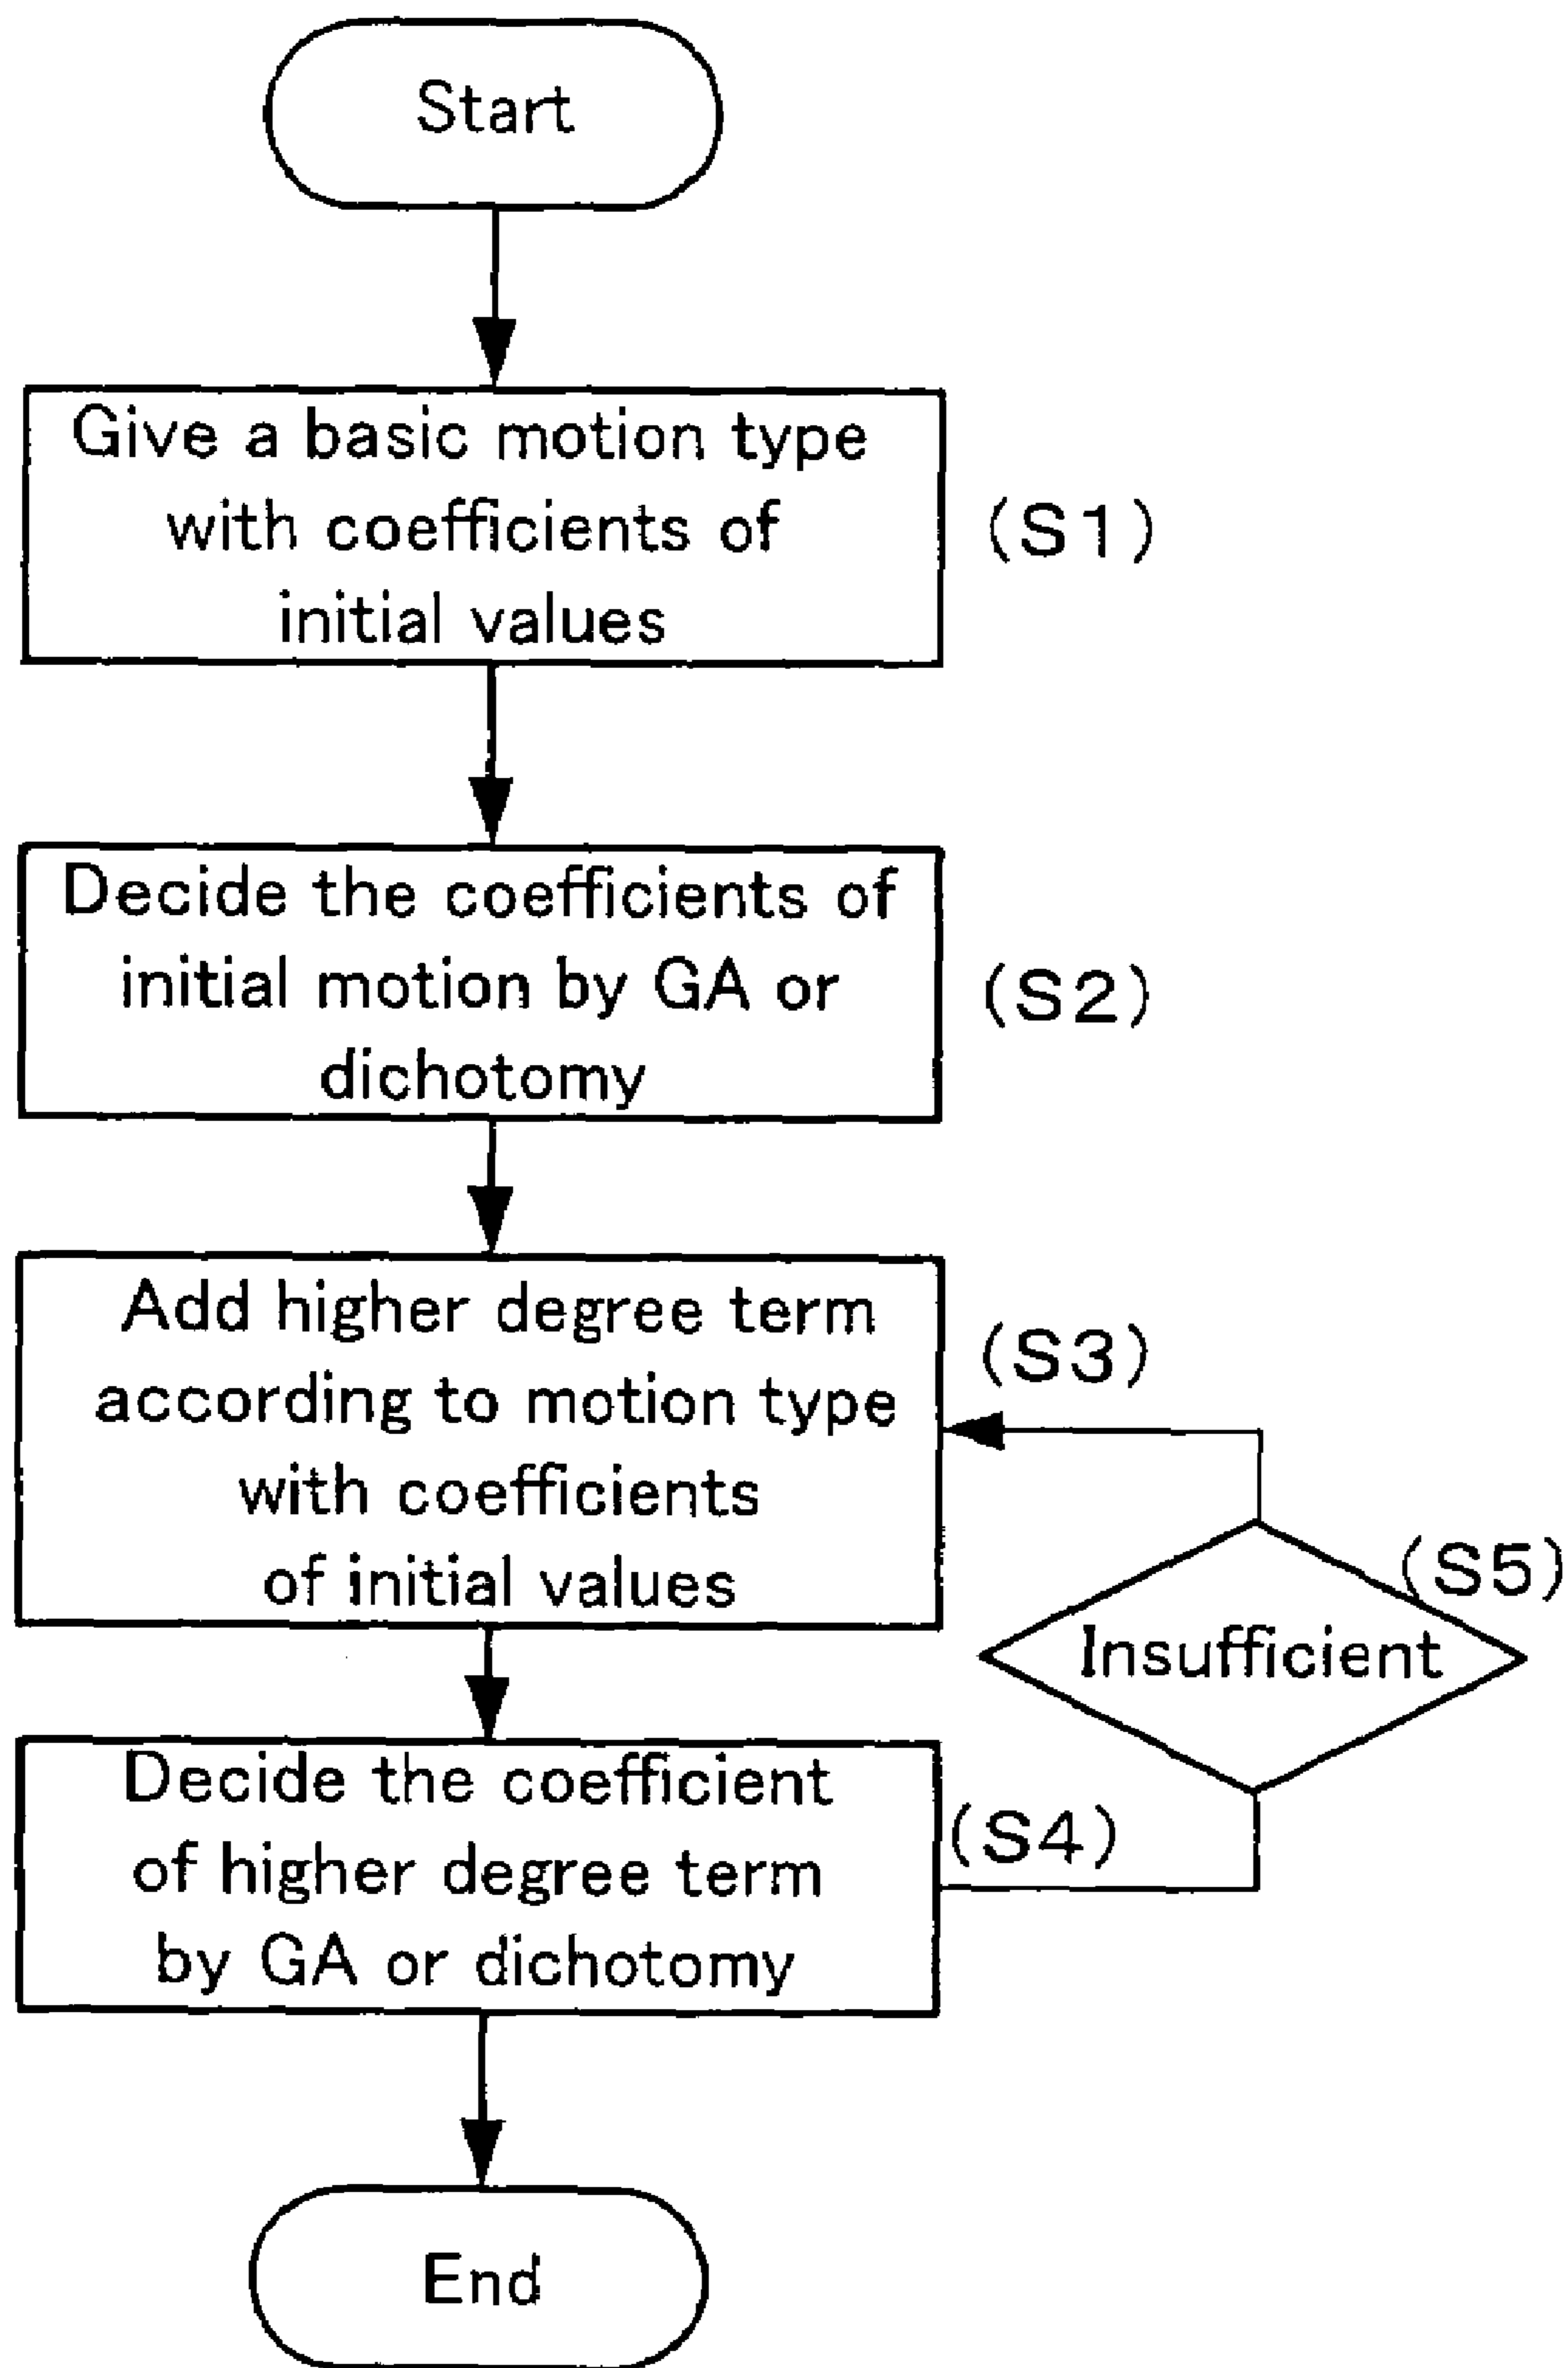 Start
Give a basic motion type
with coefficients of
initial values
(S1)
Decide the coefficients of
initial motion by GA or
dichotomy
(S2)
Add higher degree term
according to motion type
with coefficients
of initial values
(S3)
(S5)
Insufficient
Decide the coefficient
of higher degree term
by GA or dichotomy
(S4)
End